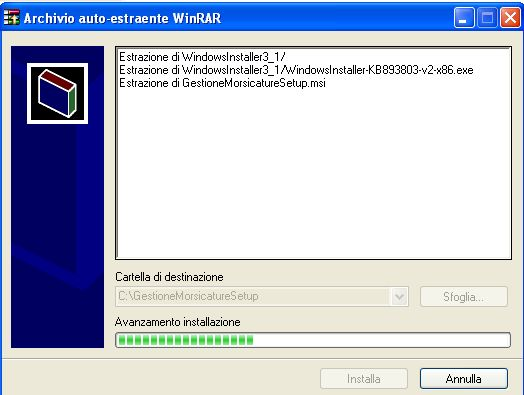 Archivio auto-estraente WinRAR
Estrazione di WindowsInstaller3_1/
Estrazione di WindowsInstaller3_1/WindowsInstaller-KB893803-v2-x86.exe
Estrazione di GestioneMorsicatureSetup.msi
Cartella di destinazione
C:\GestioneMorsicatureSetup
Sfoglia...
Avanzamento installazione
Installa
Annulla